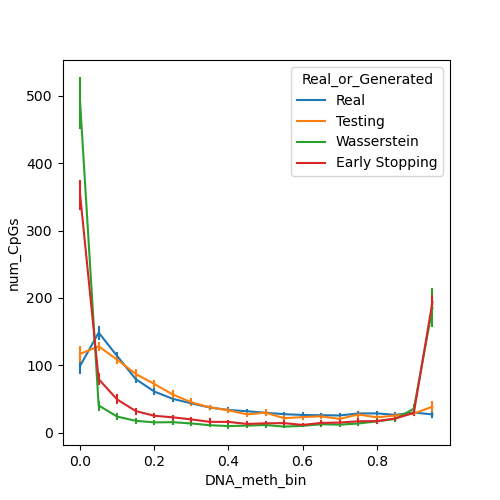 Real_or_Generated
Real
Testing
Wasserstein
Early Stopping
num_CpGs
500
400
300
200
100
0
0.0 0.2 0.4 0.6 0.8
DNA_meth_bin